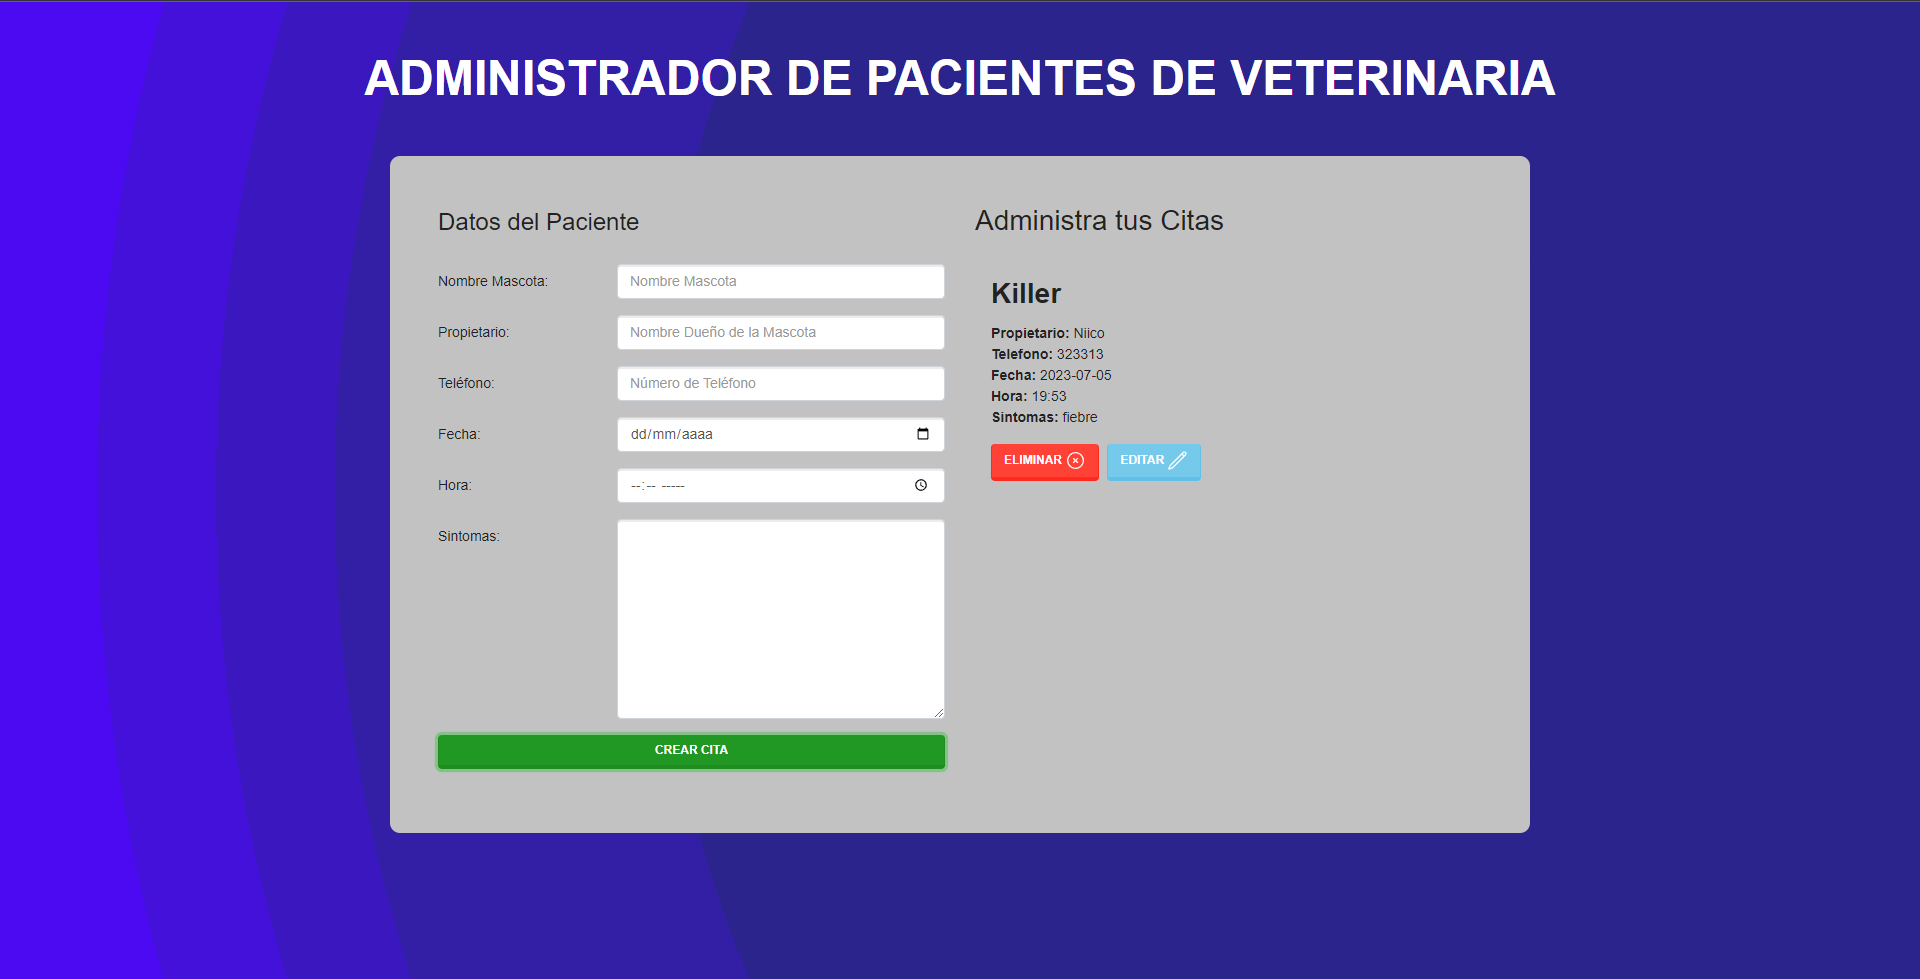 ADMINISTRADOR DE PACIENTES DE VETERINARIA
Datos del Paciente
Nombre Mascota:
Nombre Mascota
Propietario:
Nombre Dueño de la Mascota
Teléfono:
Número de Teléfono
Fecha:
dd/mm/aaaa
Hora:
--:-- -----
Sintomas:
CREAR CITA
Administra tus Citas
Killer
Propietario: Niico
Telefono: 323313
Fecha: 2023-07-05
Hora: 19:53
Sintomas: fiebre
ELIMINAR
EDITAR